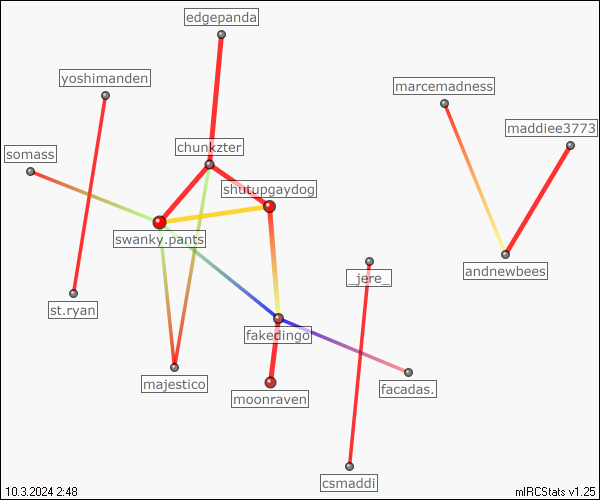 edgepanda
yoshimanden
marcemadness
maddiee3773
chunkzter
somass
shutupgaydog
swanky.pants
andnewbees
_jere_
st.ryan
fakedingo
majestico
facadas.
moonraven
csmaddi
10.3.2024 2:48
mIRCStats v1.25